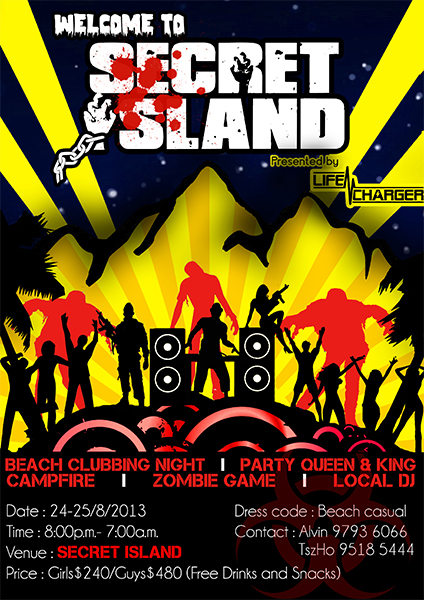 WELCOME TO
SECRET
ISLAND
Presented by
LIFE CHARGER
BEACH CLUBBING NIGHT I PARTY QUEEN & KING
CAMPFIRE I ZOMBIE GAME I LOCAL DJ
Date : 24-25/8/2013
Time : 8:00p.m.- 7:00a.m.
Venue : SECRET ISLAND
Dress code : Beach casual
Contact : Alvin 9793 6066
TszHo 9518 5444
Price : Girls$240/Guys$480 (Free Drinks and Snacks)